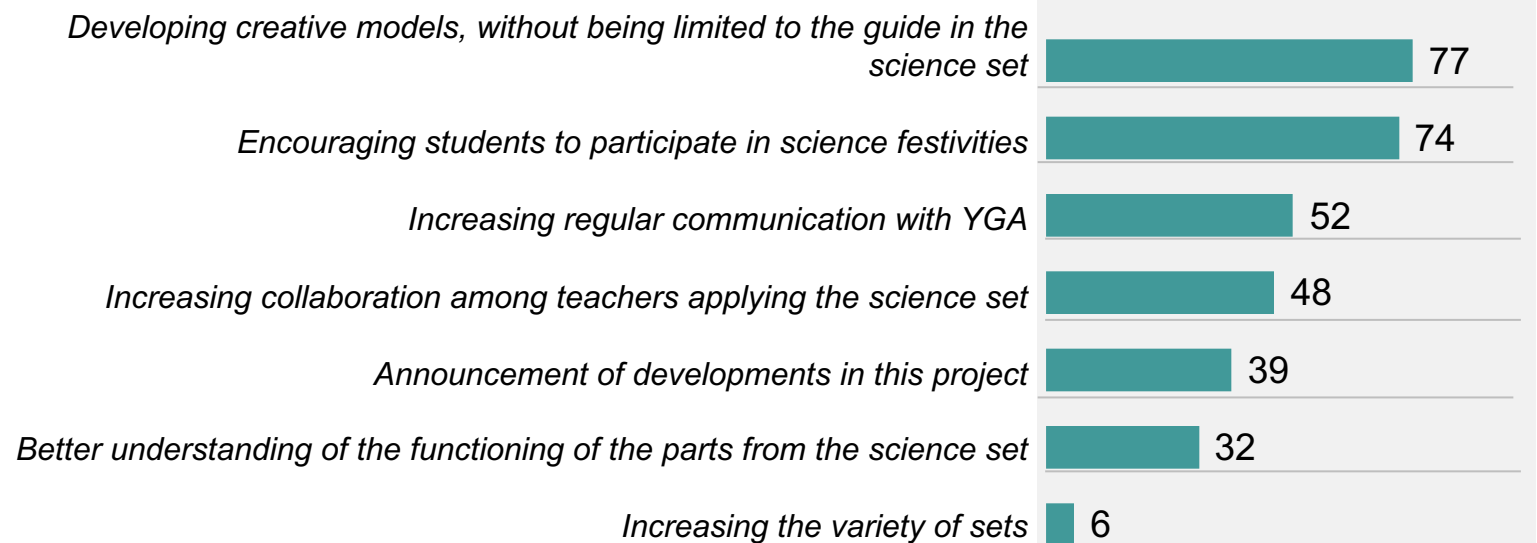 Developing creative models, without being limited to the guide in the
science set
77
Encouraging students to participate in science festivities
74
Increasing regular communication with YGA
52
Increasing collaboration among teachers applying the science set
48
Announcement of developments in this project
39
Better understanding of the functioning of the parts from the science set
32
Increasing the variety of sets
6